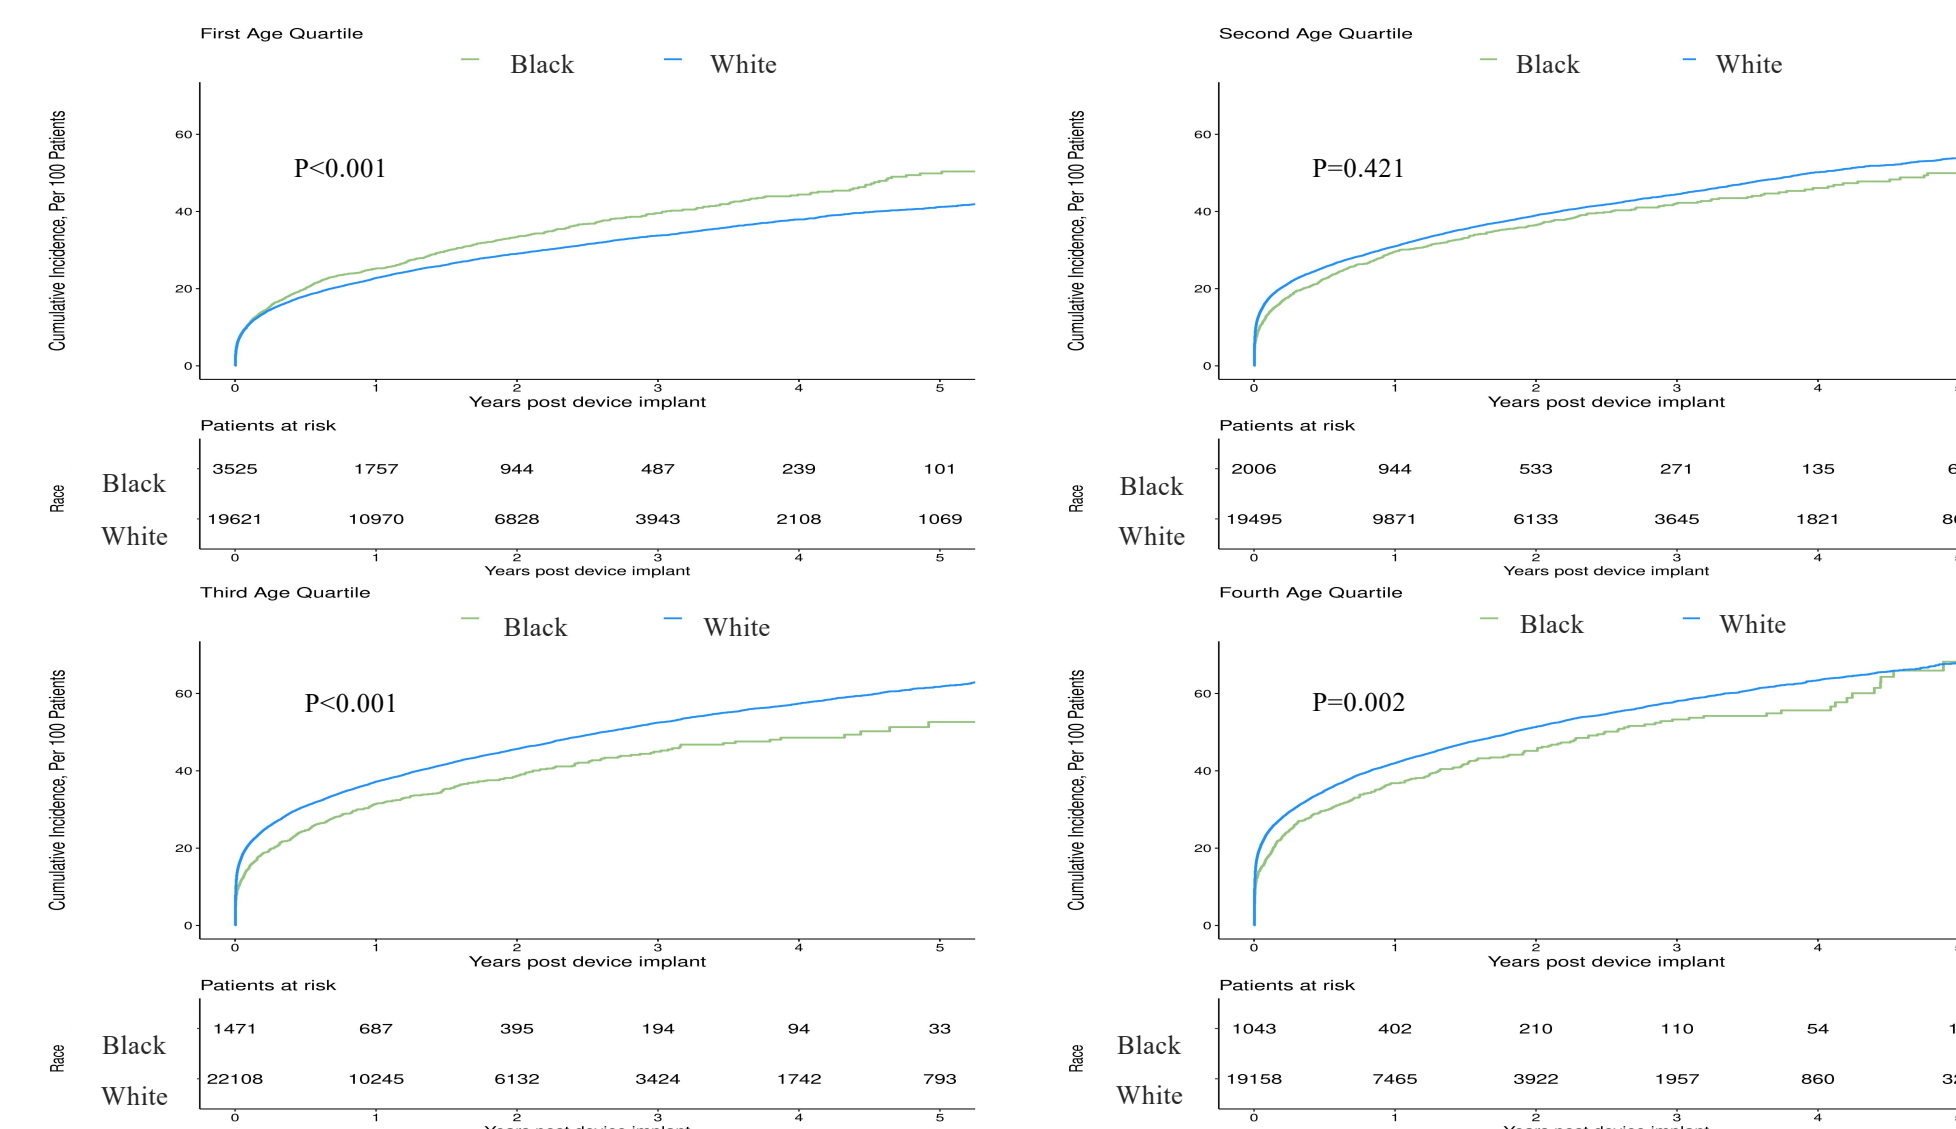 First Age Quartile
Black White
Cumulative Incidence, Per 100 Patients
60
40
20
0
P<0.001
0 1 2 3 4 5
Years post device implant
Patients at risk
Race
Black 3525 1757 944 487 239 101
White 19621 10970 6828 3943 2108 1069
0 1 2 3 4 5
Years post device implant
Second Age Quartile
Black White
Cumulative Incidence, Per 100 Patients
60
40
20
0
P=0.421
0 1 2 3 4
Years post device implant
Patients at risk
Race
Black 2006 944 533 271 135 6
White 19495 9871 6133 3645 1821
0 1 2 3 4
Years post device implant
Third Age Quartile
Black White
Cumulative Incidence, Per 100 Patients
60
40
20
0
P<0.001
0 1 2 3 4 5
Years post device implant
Patients at risk
Race
Black 1471 687 395 194 94 33
White 22108 10245 6132 3424 1742 793
0 1 2 3 4 5
Years post device implant
Fourth Age Quartile
Black White
Cumulative Incidence, Per 100 Patients
60
40
20
0
P=0.002
0 1 2 3 4
Years post device implant
Patients at risk
Race
Black 1043 402 210 110 54 1
White 19158 7465 3922 1957 860
0 1 2 3 4
Years post device implant